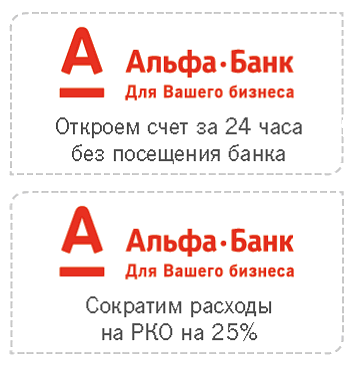 А Альфа·Банк
Для Вашего бизнеса
Откроем счет за 24 часа
без посещения банка
А Альфа·Банк
Для Вашего бизнеса
Сократим расходы
на РКО на 25%